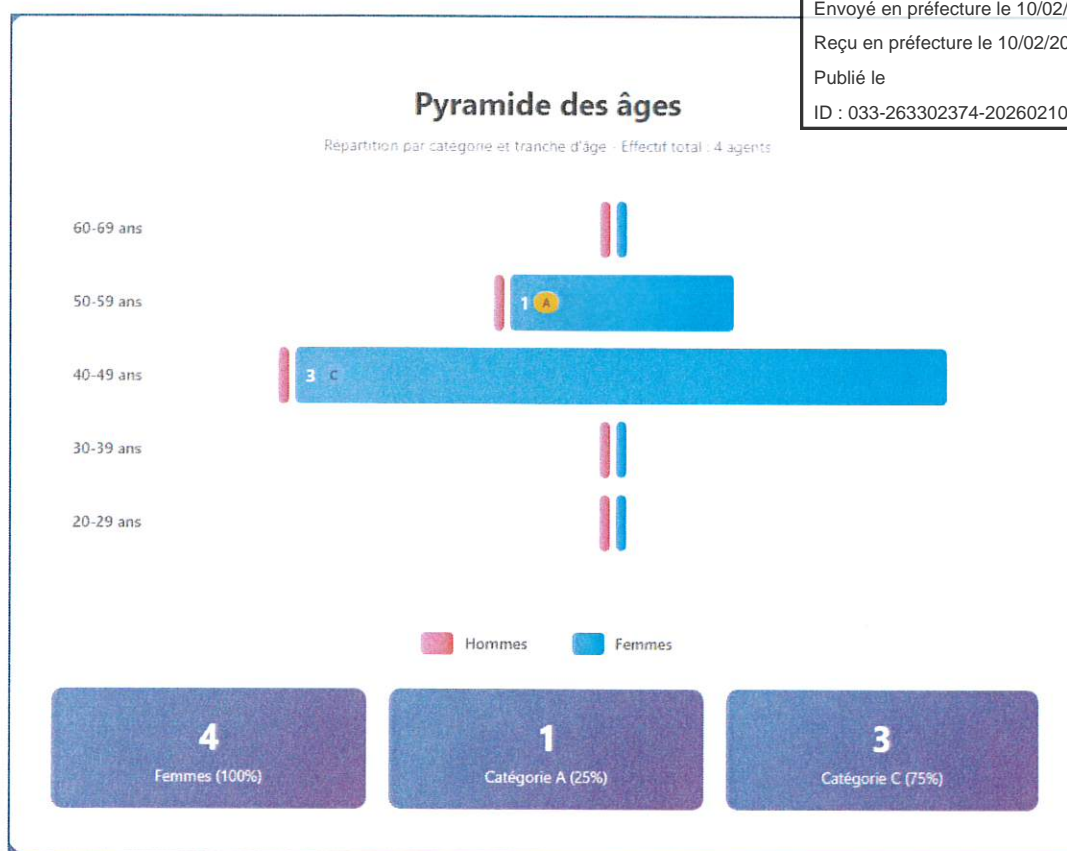 Envoyé en préfecture le 10/02/
Reçu en préfecture le 10/02/20
Publié le
ID : 033-263302374-20260210
Pyramide des âges
Répartition par catégorie et tranche d'âge - Effectif total : 4 agents
60-69 ans
50-59 ans
1 A
40-49 ans
3 C
30-39 ans
20-29 ans
Hommes
Femmes
4
Femmes (100%)
1
Catégorie A (25%)
3
Catégorie C (75%)